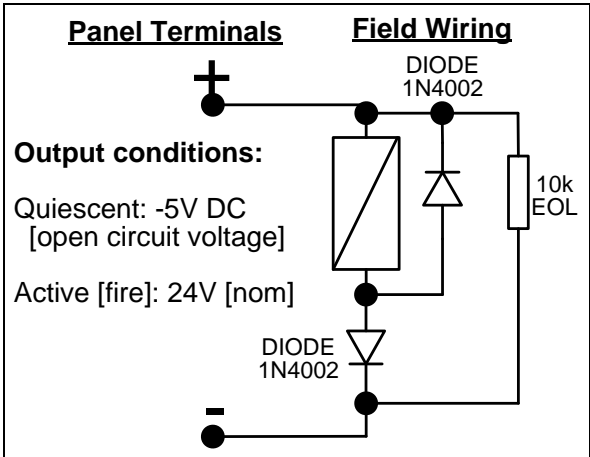 Panel Terminals
Field Wiring
+
DIODE
1N4002
Output conditions:
Quiescent: -5V DC
[open circuit voltage]
10k
EOL
Active [fire]: 24V [nom]
DIODE
1N4002
-